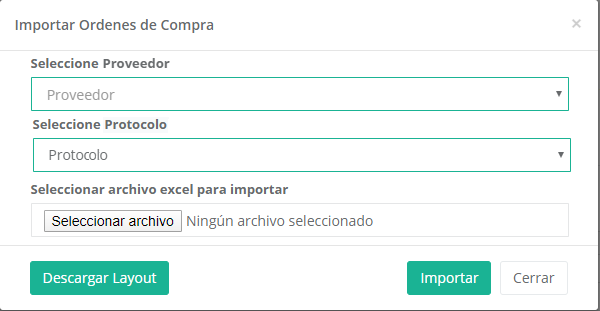 Importar Ordenes de Compra
×
Seleccione Proveedor
Proveedor
Seleccione Protocolo
Protocolo
Seleccionar archivo excel para importar
Seleccionar archivo Ningún archivo seleccionado
Descargar Layout Importar Cerrar